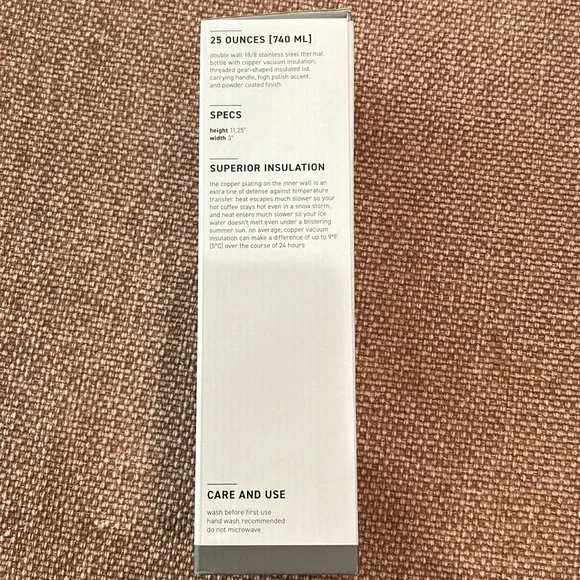 25 OUNCES [740 ML]
double wall 18/8 stainless steel thermal
bottle with copper vacuum insulation,
threaded gear-shaped insulated lid,
carrying handle, high polish accent,
and powder coated finish
SPECS
height 11.25"
width 3"
SUPERIOR INSULATION
the copper plating on the inner wall is an
extra line of defense against temperature
transfer. heat escapes much slower so your
hot coffee stays hot even in a snow storm,
and heat enters much slower so your ice
water doesn't melt even under a blistering
summer sun. on average, copper vacuum
insulation can make a difference of up to 9°F
(5°C) over the course of 24 hours
CARE AND USE
wash before first use
hand wash recommended
do not microwave